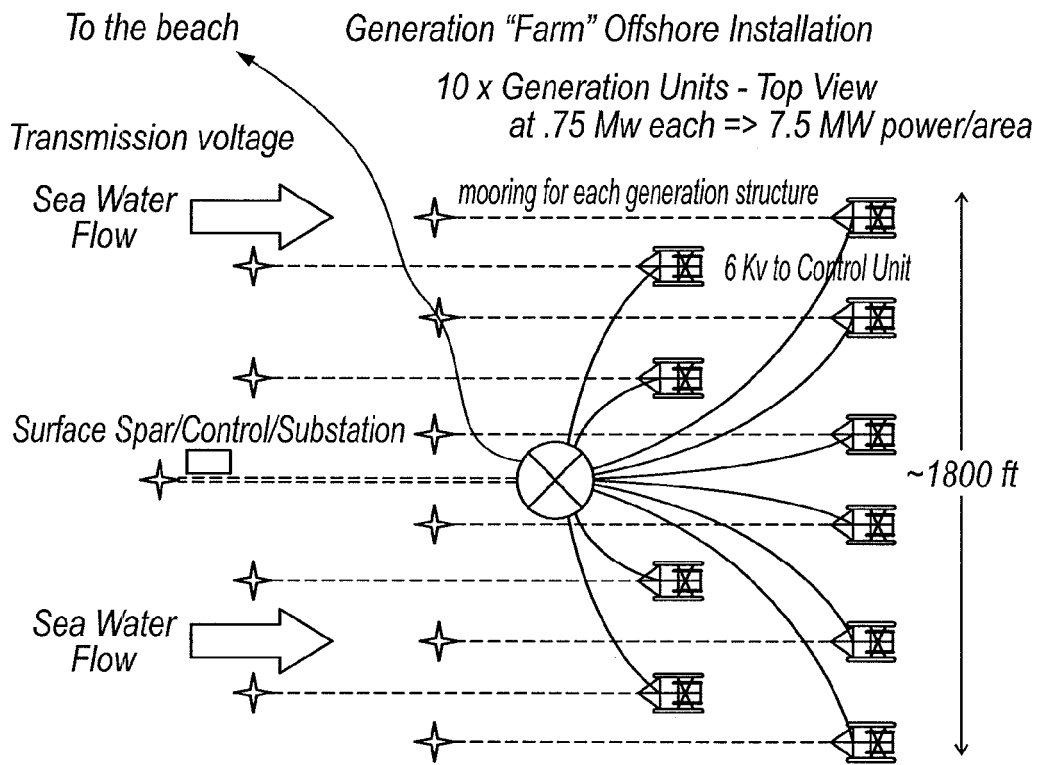 To the beach
Generation “Farm” Offshore Installation
10 x Generation Units - Top View
at .75 Mw each => 7.5 MW power/area
Transmission voltage
Sea Water
Flow
mooring for each generation structure
6 Kv to Control Unit
Surface Spar/Control/Substation
~1800 ft
Sea Water
Flow